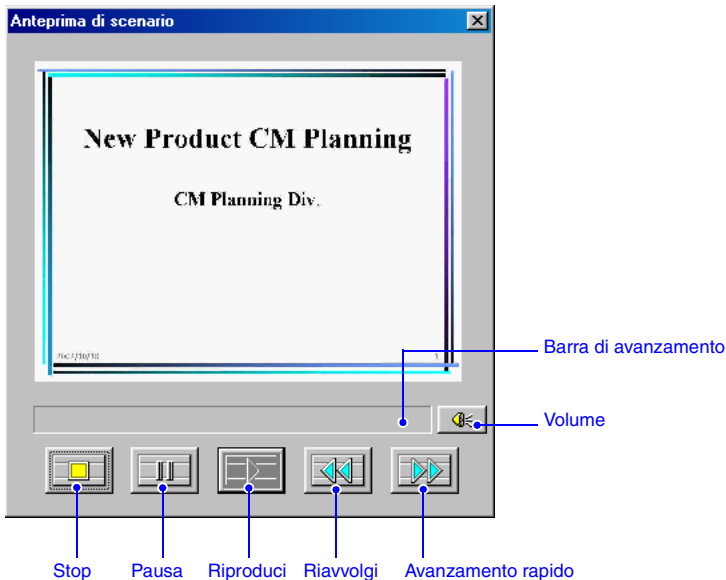 Anteprima di scenario
New Product CM Planning
CM Planning Div.
1
Barra di avanzamento
Volume
Stop Pausa Riproduci Riavvolgi Avanzamento rapido